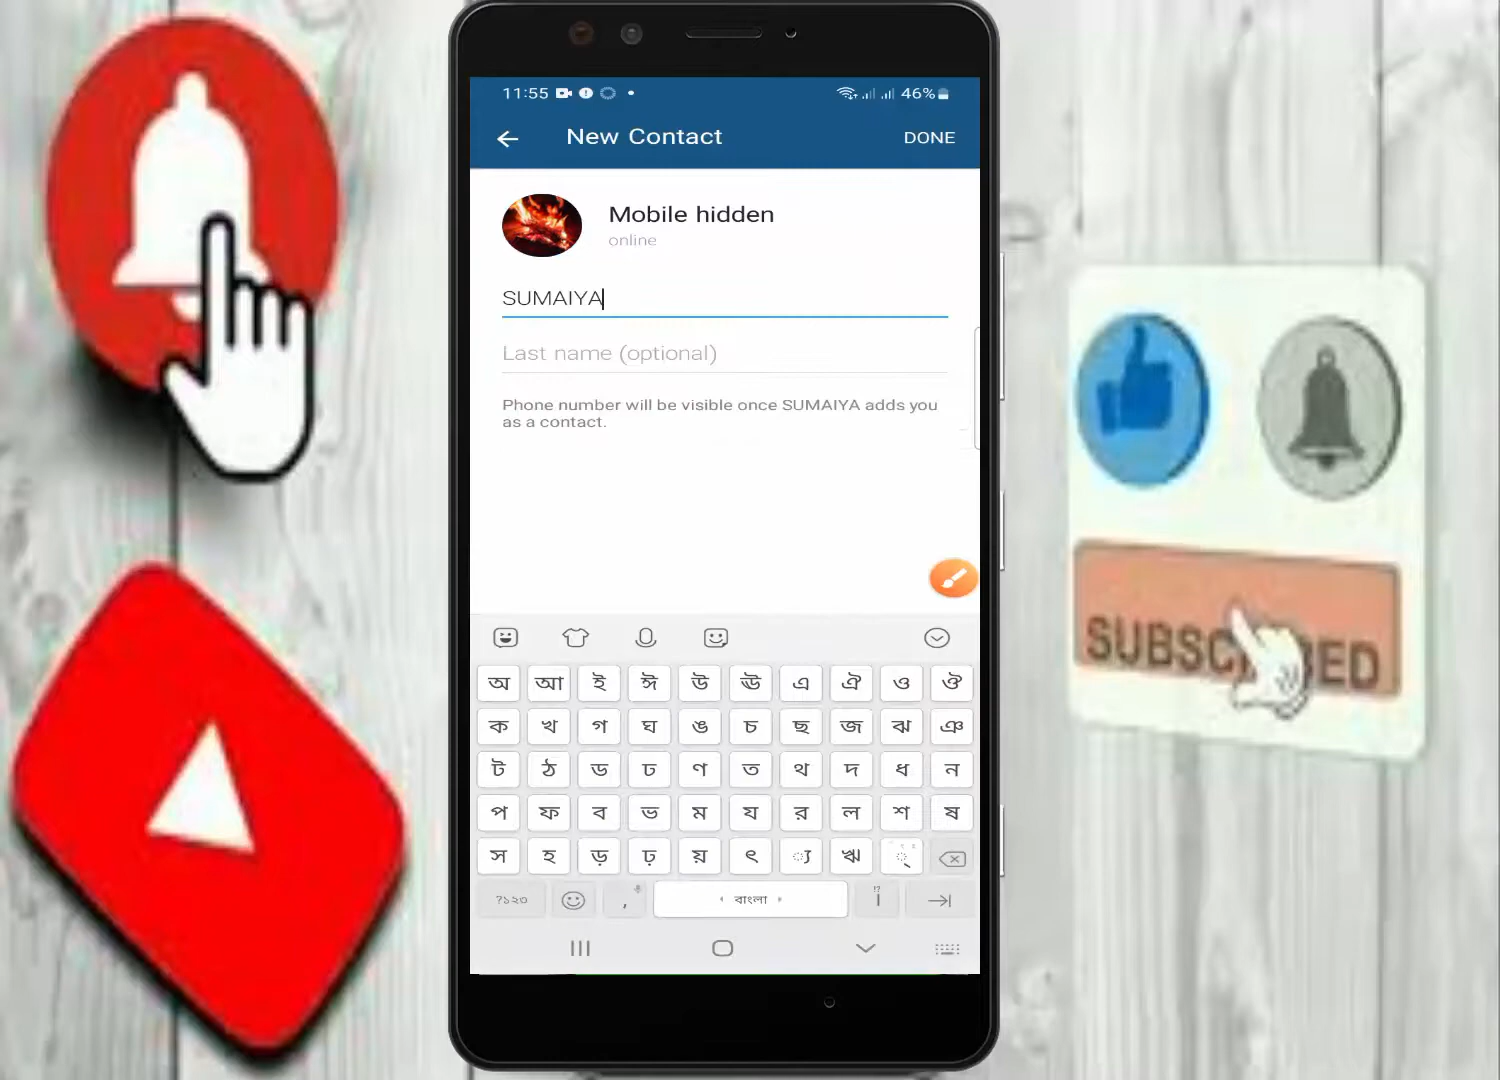 11:55
46%
New Contact
DONE
Mobile hidden
online
SUMAIYA
Last name (optional)
Phone number will be visible once SUMAIYA adds you
as a contact.
অ আ ই ঈ উ ঊ এ ঐ ও ঔ
ক খ গ ঘ ঙ চ ছ জ ঝ ঞ
ট ঠ ড ঢ ণ ত থ দ ধ ন
প ফ ব ভ ম য র ল শ ষ
স হ ড় ঢ় য় ৎ ্য ঋ ্
?১২৩ , বাংলা !? ।